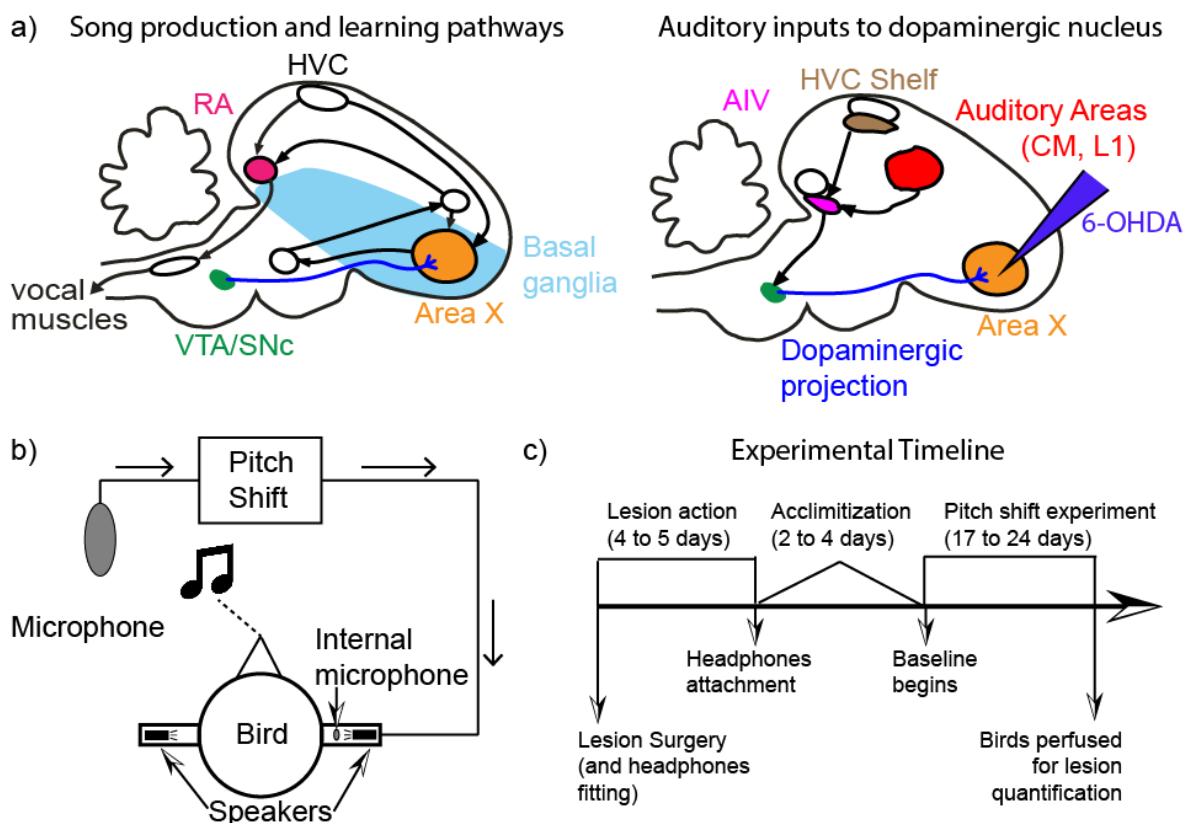 a) Song production and learning pathways
HVC
RA
Basal
ganglia
vocal
muscles
Area X
VTA/SNc
Auditory inputs to dopaminergic nucleus
HVC Shelf
AIV
Auditory Areas
(CM, L1)
6-OHDA
Area X
Dopaminergic
projection
b)
Pitch
Shift
Microphone
Internal
microphone
Bird
Speakers
c) Experimental Timeline
Lesion action
(4 to 5 days)
Acclimitization
(2 to 4 days)
Pitch shift experiment
(17 to 24 days)
Headphones
attachment
Baseline
begins
Lesion Surgery
(and headphones
fitting)
Birds perfused
for lesion
quantification